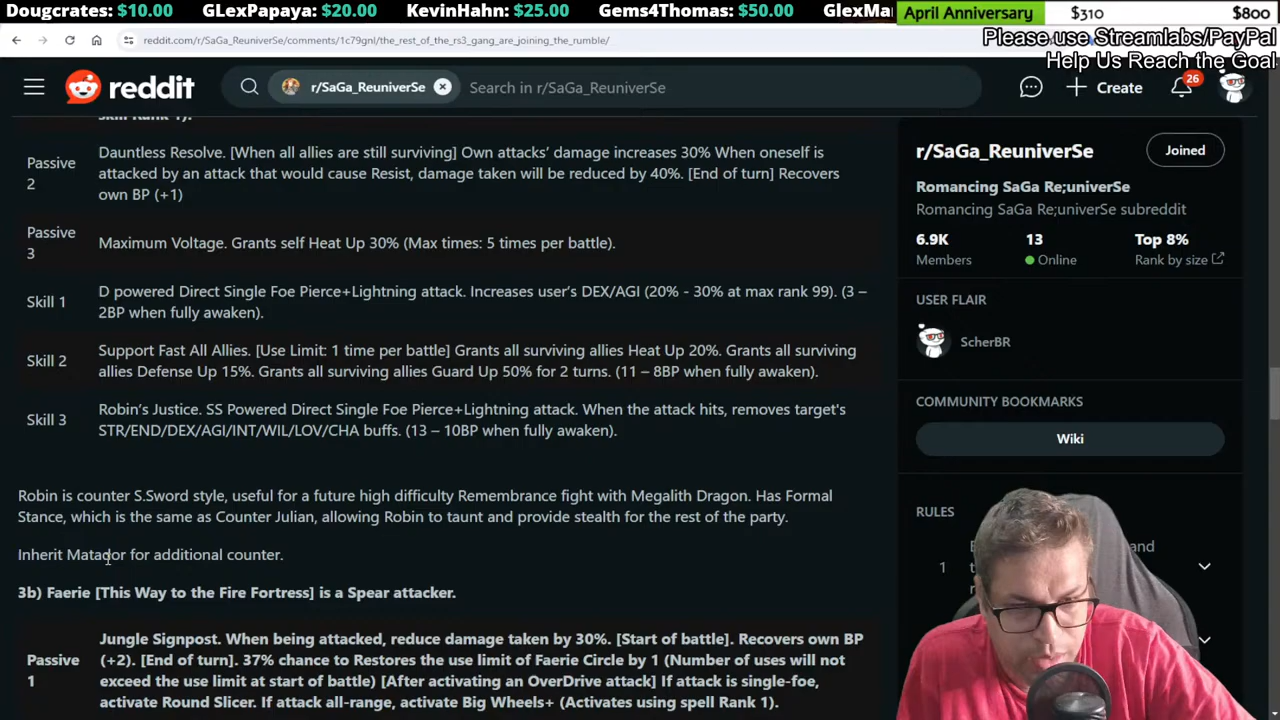 Dougcrates: $10.00 GLexPapaya: $20.00 KevinHahn: $25.00 Gems4Thomas: $50.00 GlexMa
April Anniversary $310 $800
Please use Streamlabs/PayPal
Help Us Reach the Goal
reddit.com/r/SaGa_ReuniverSe/comments/1c79gnl/the_rest_of_the_rs3_gang_are_joining_the_rumble/
reddit
r/SaGa_ReuniverSe
Search in r/SaGa_ReuniverSe
Create
26
Skill Rank 1).
Passive 2
Dauntless Resolve. [When all allies are still surviving] Own attacks’ damage increases 30% When oneself is
attacked by an attack that would cause Resist, damage taken will be reduced by 40%. [End of turn] Recovers
own BP (+1)
Passive 3
Maximum Voltage. Grants self Heat Up 30% (Max times: 5 times per battle).
Skill 1
D powered Direct Single Foe Pierce+Lightning attack. Increases user’s DEX/AGI (20% - 30% at max rank 99). (3 –
2BP when fully awaken).
Skill 2
Support Fast All Allies. [Use Limit: 1 time per battle] Grants all surviving allies Heat Up 20%. Grants all surviving
allies Defense Up 15%. Grants all surviving allies Guard Up 50% for 2 turns. (11 – 8BP when fully awaken).
Skill 3
Robin’s Justice. SS Powered Direct Single Foe Pierce+Lightning attack. When the attack hits, removes target's
STR/END/DEX/AGI/INT/WIL/LOV/CHA buffs. (13 – 10BP when fully awaken).
Robin is counter S.Sword style, useful for a future high difficulty Remembrance fight with Megalith Dragon. Has Formal
Stance, which is the same as Counter Julian, allowing Robin to taunt and provide stealth for the rest of the party.
Inherit Matador for additional counter.
3b) Faerie [This Way to the Fire Fortress] is a Spear attacker.
Passive 1
Jungle Signpost. When being attacked, reduce damage taken by 30%. [Start of battle]. Recovers own BP
(+2). [End of turn]. 37% chance to Restores the use limit of Faerie Circle by 1 (Number of uses will not
exceed the use limit at start of battle) [After activating an OverDrive attack] If attack is single-foe,
activate Round Slicer. If attack all-range, activate Big Wheels+ (Activates using spell Rank 1).
r/SaGa_ReuniverSe
Joined
Romancing SaGa Re;univerSe
Romancing SaGa Re;univerSe subreddit
6.9K 13 Top 8%
Members Online Rank by size
USER FLAIR
ScherBR
COMMUNITY BOOKMARKS
Wiki
RULES
1